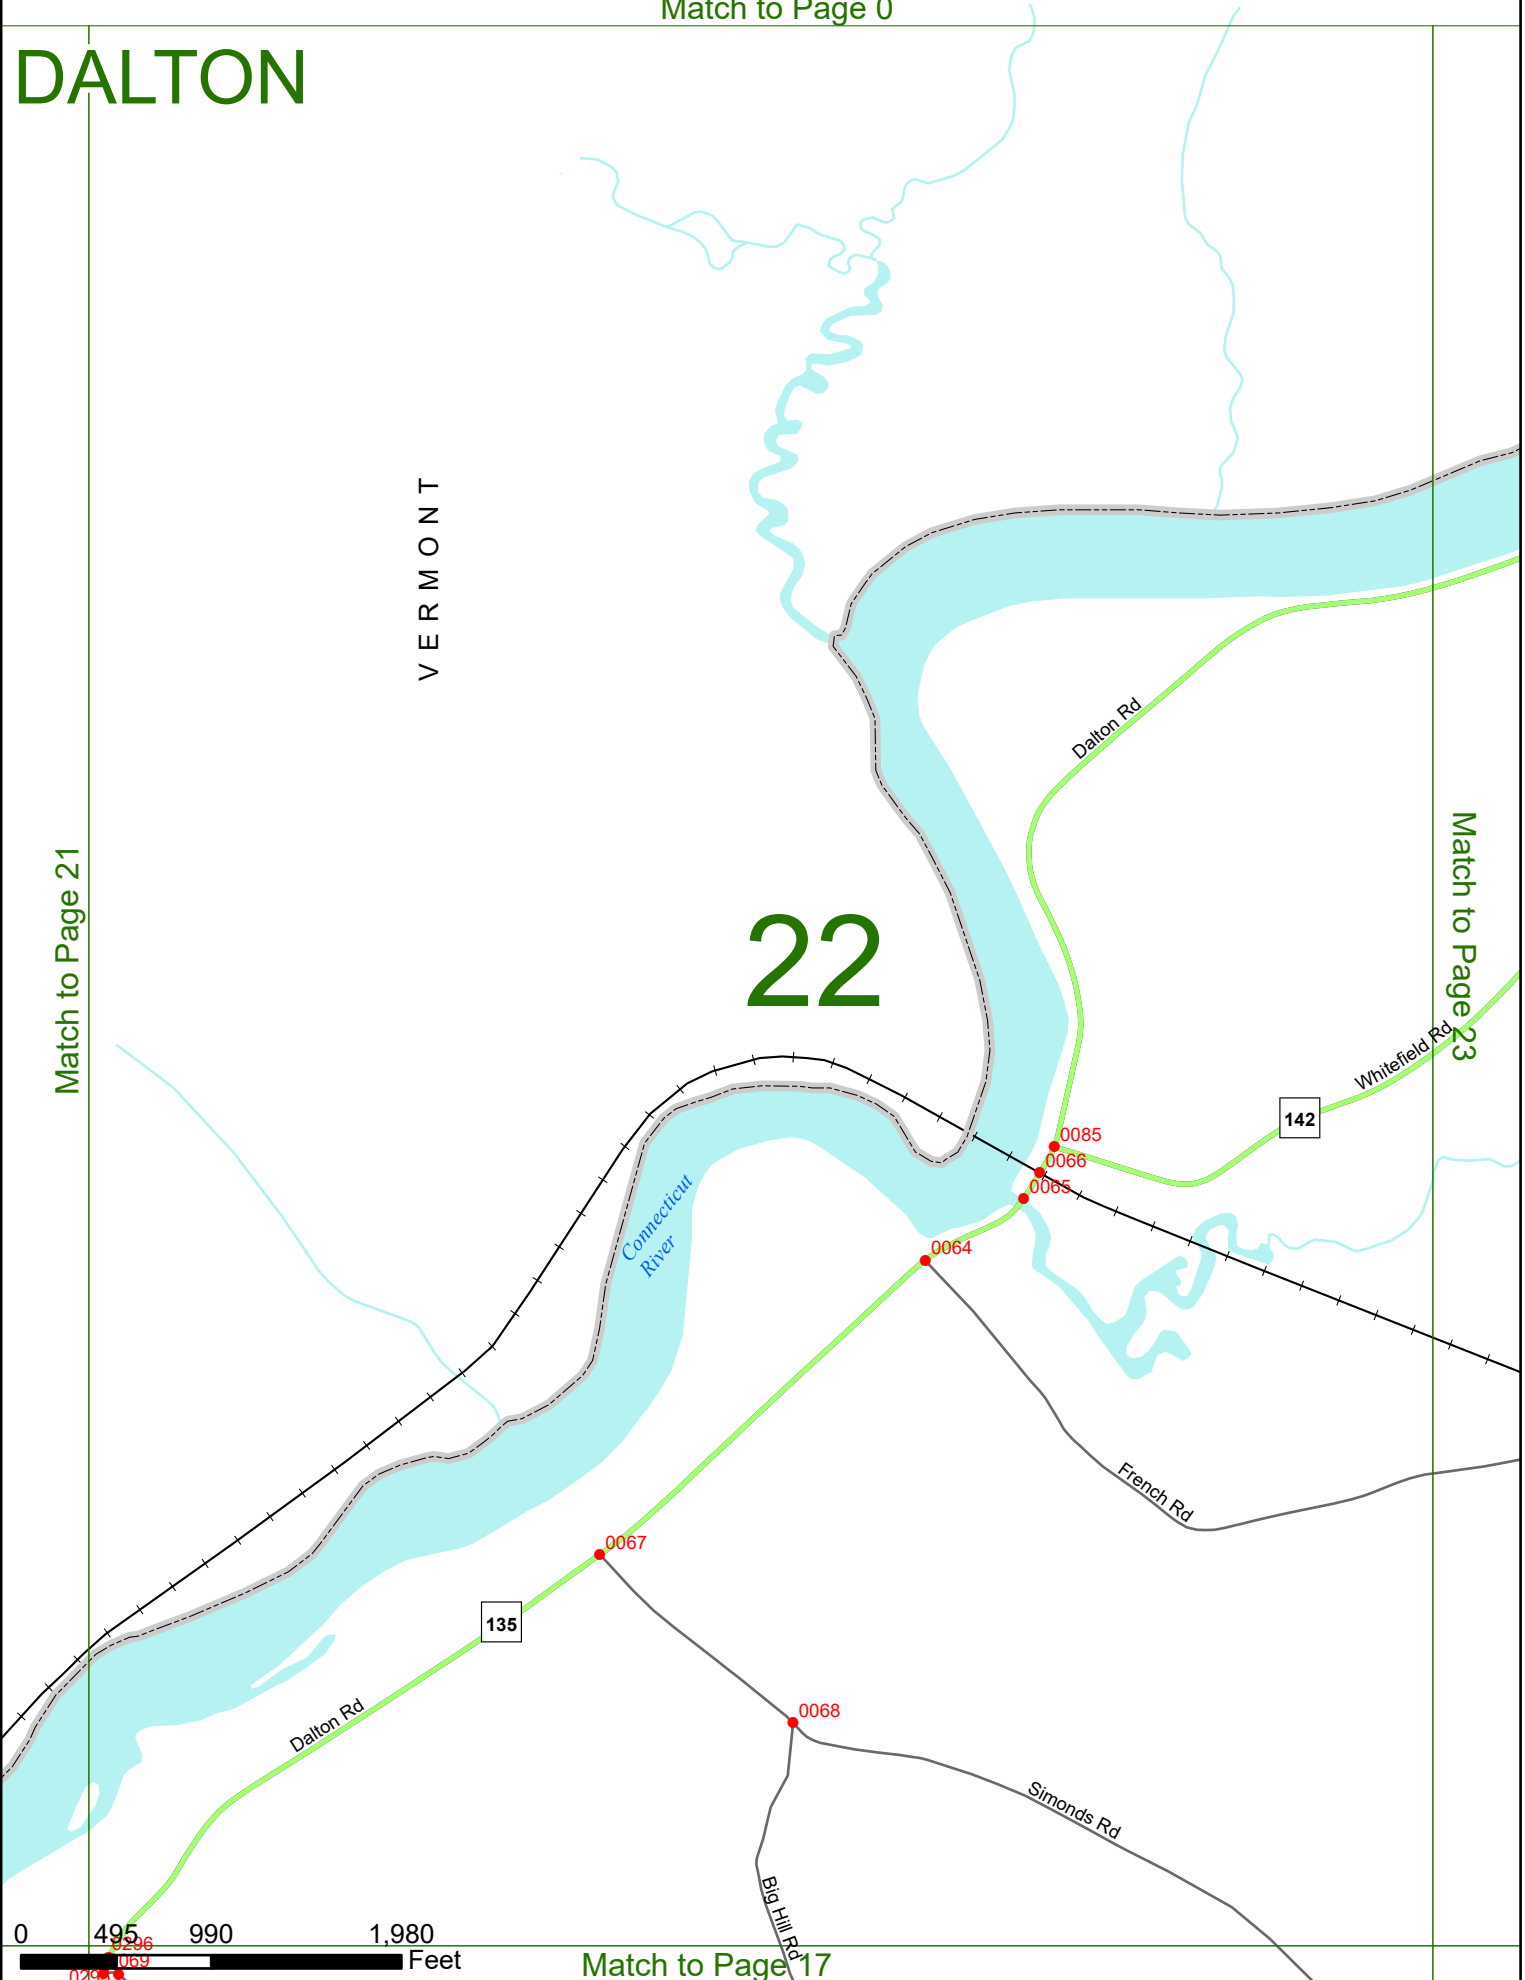 Match to Page 0
DALTON
VERMONT
Dalton Rd
Match to Page 21
Match to Page 23
22
Whitefield Rd
142
0085
0066
0065
Connecticut
River
0064
French Rd
0067
135
0068
Dalton Rd
Simonds Rd
Big Hill Rd
0 495 990 1,980
Feet
0296
069
Match to Page 17